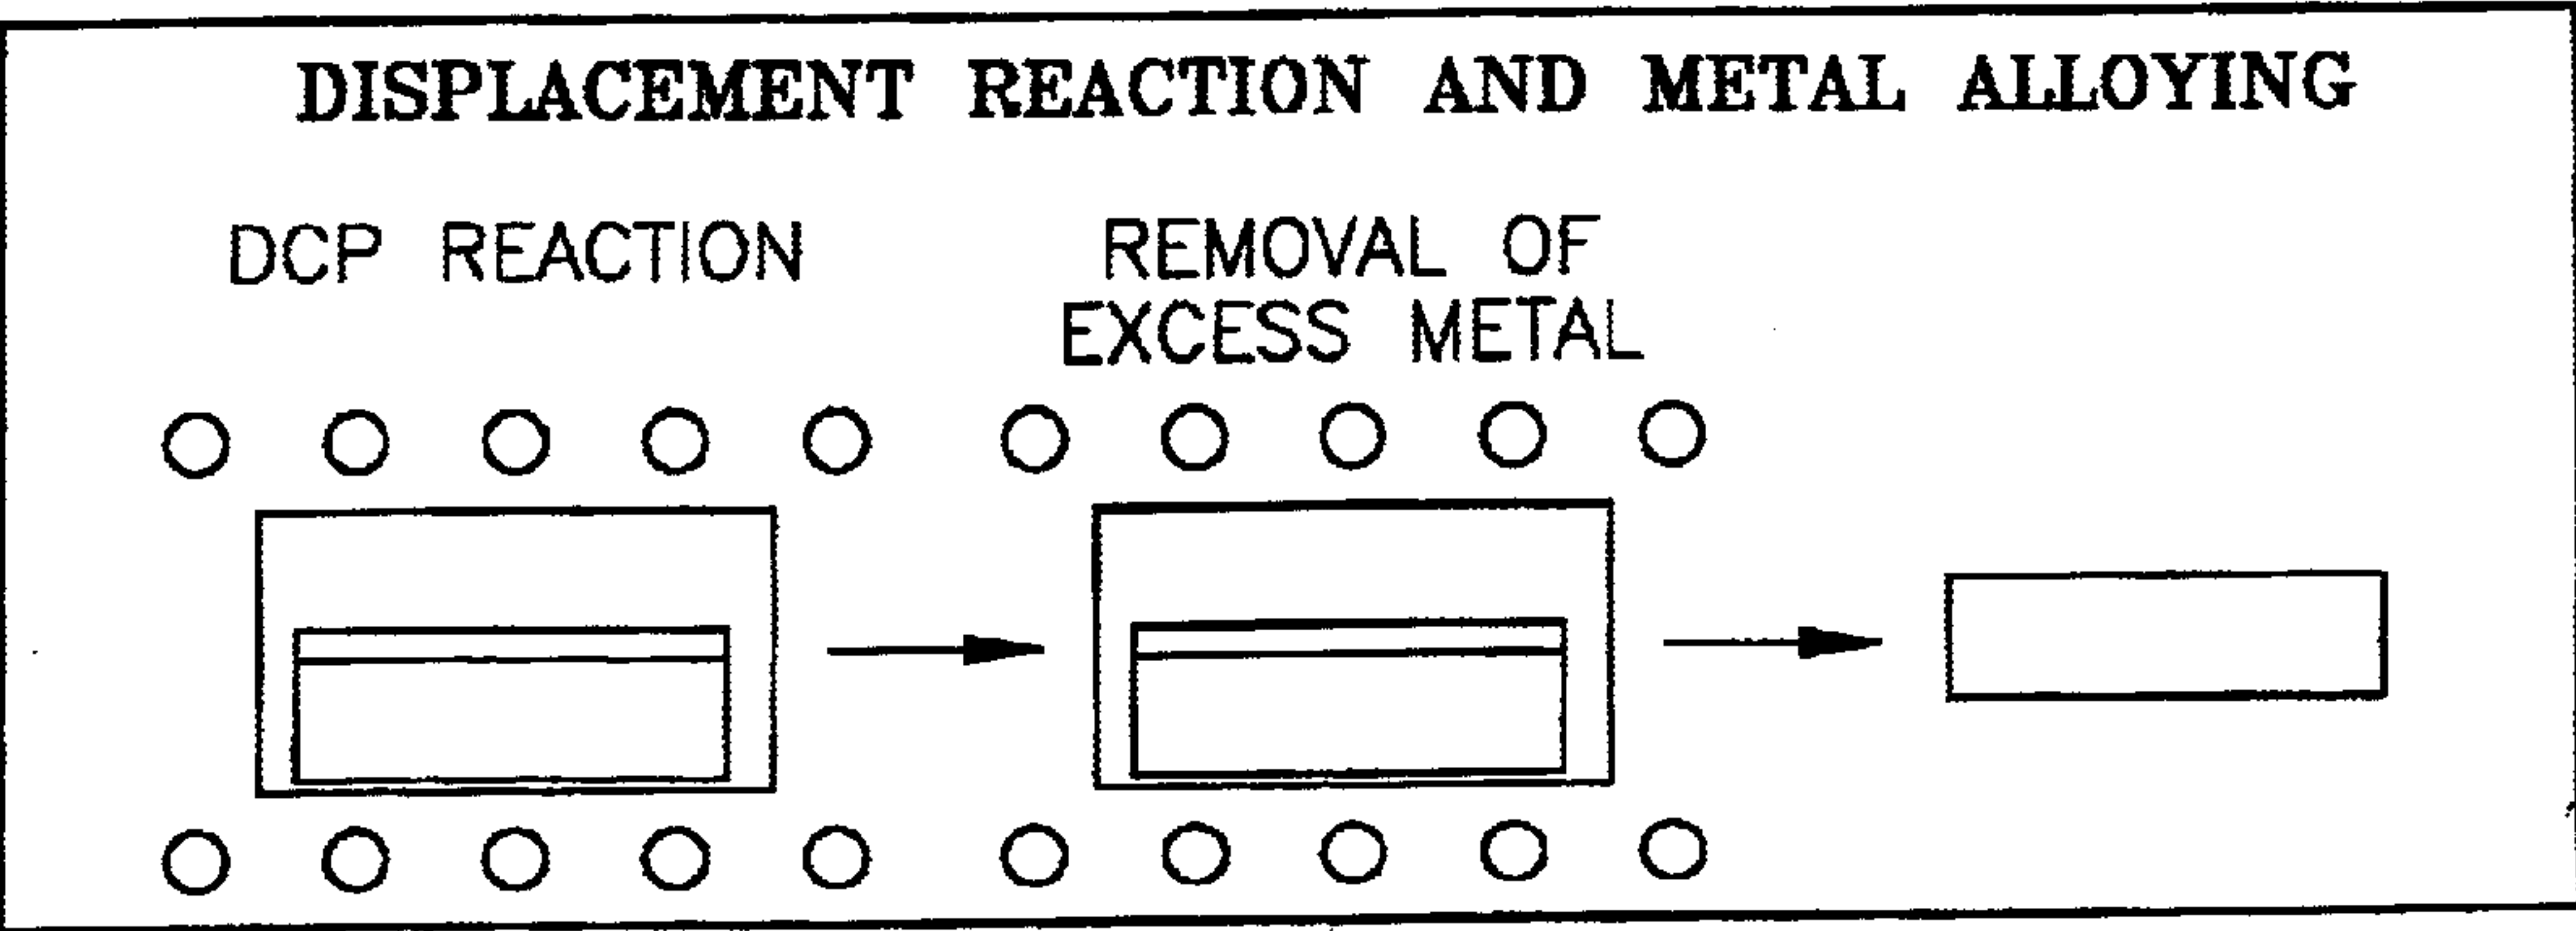 DISPLACEMENT REACTION AND METAL ALLOYING
DCP REACTION
REMOVAL OF
EXCESS METAL